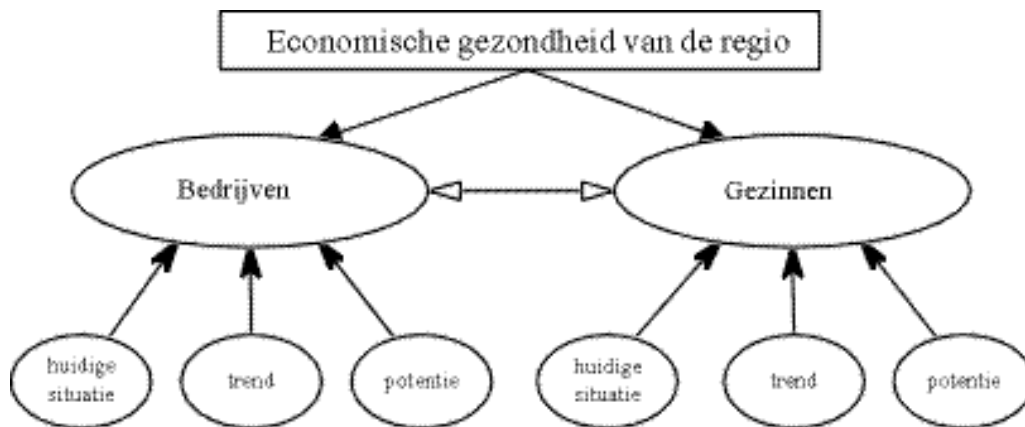 Economische gezondheid van de regio
Bedrijven
Gezinnen
huidige
situatie
trend
potentie
huidige
situatie
trend
potentie